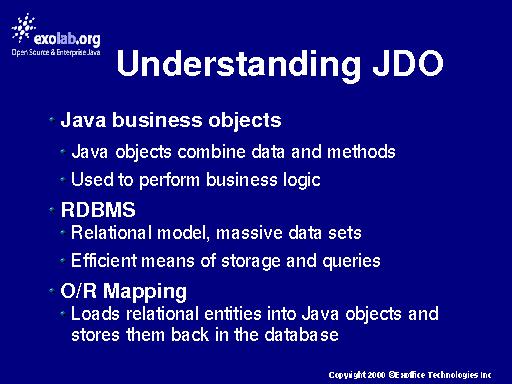 exolab.org
Open Source & Enterprise Java
Understanding JDO
Java business objects
Java objects combine data and methods
Used to perform business logic
RDBMS
Relational model, massive data sets
Efficient means of storage and queries
O/R Mapping
Loads relational entities into Java objects and
stores them back in the database
Copyright 2000 ©Exoffice Technologies Inc